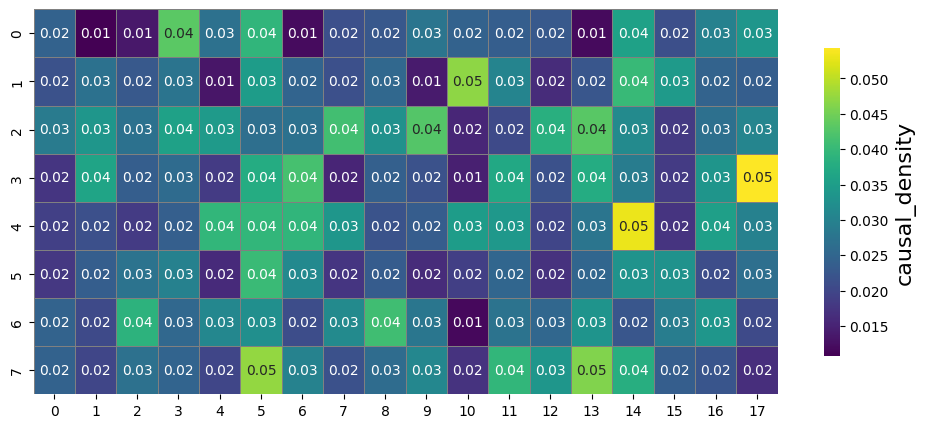 0 0.02 0.01 0.01 0.04 0.03 0.04 0.01 0.02 0.02 0.03 0.02 0.02 0.02 0.01 0.04 0.02 0.03 0.03
1 0.02 0.03 0.02 0.03 0.01 0.03 0.02 0.02 0.03 0.01 0.05 0.03 0.02 0.02 0.04 0.03 0.02 0.02
2 0.03 0.03 0.03 0.04 0.03 0.03 0.03 0.04 0.03 0.04 0.02 0.02 0.04 0.04 0.03 0.02 0.03 0.03
3 0.02 0.04 0.02 0.03 0.02 0.04 0.04 0.02 0.02 0.02 0.01 0.04 0.02 0.04 0.03 0.02 0.03 0.05
4 0.02 0.02 0.02 0.02 0.04 0.04 0.04 0.03 0.02 0.02 0.03 0.03 0.02 0.03 0.05 0.02 0.04 0.03
5 0.02 0.02 0.03 0.03 0.02 0.04 0.03 0.02 0.02 0.02 0.02 0.02 0.02 0.02 0.03 0.03 0.02 0.03
6 0.02 0.02 0.04 0.03 0.03 0.03 0.02 0.03 0.04 0.03 0.01 0.03 0.03 0.03 0.02 0.03 0.03 0.02
7 0.02 0.02 0.03 0.02 0.02 0.05 0.03 0.02 0.03 0.03 0.02 0.04 0.03 0.05 0.04 0.02 0.02 0.02
0 1 2 3 4 5 6 7 8 9 10 11 12 13 14 15 16 17
0.050
0.045
0.040
0.035
0.030
0.025
0.020
0.015
causal_density